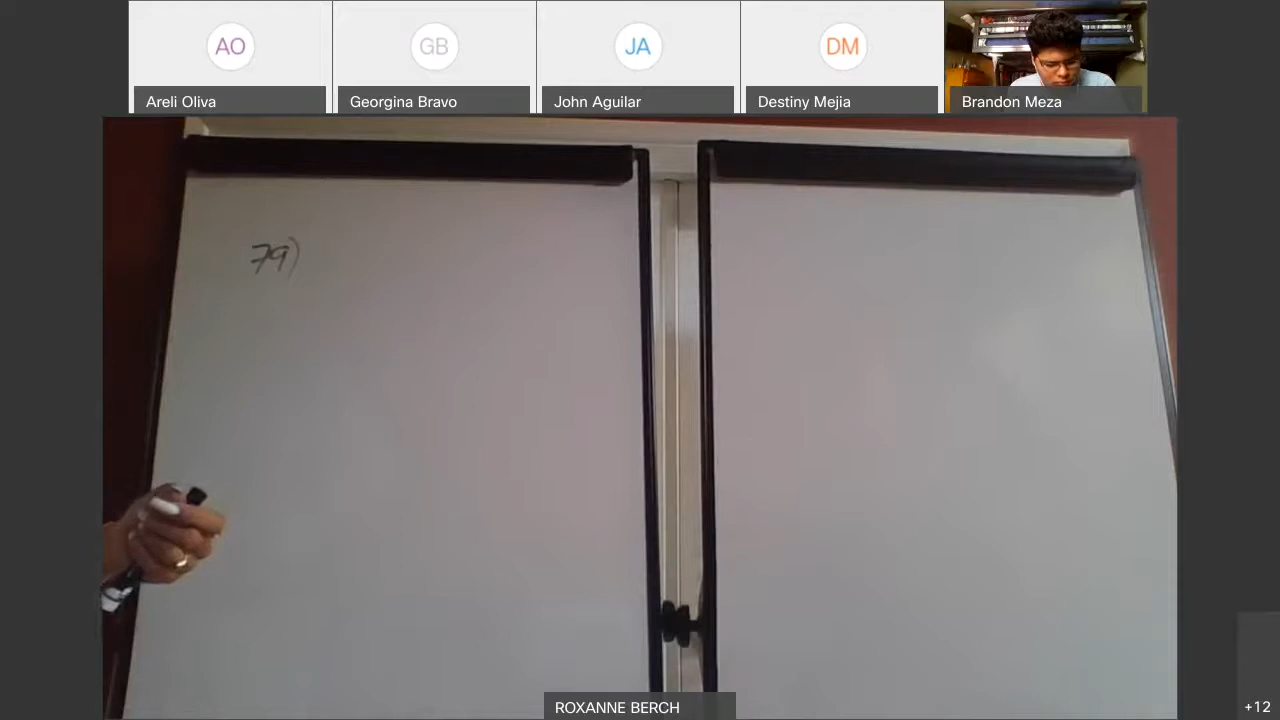 AO GB JA DM
Areli Oliva Georgina Bravo John Aguilar Destiny Mejia Brandon Meza
79)
ROXANNE BERCH
+12